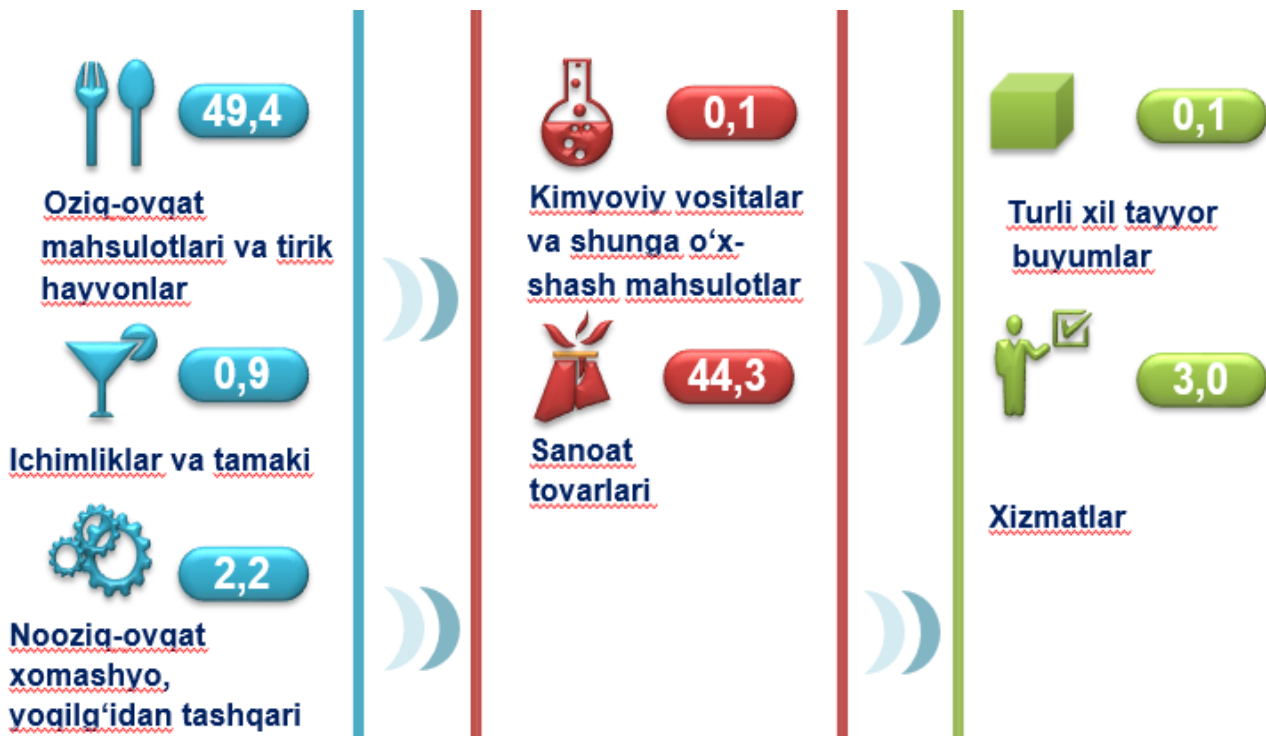 49,4
Oziq-ovqat
mahsulotlari va tirik
hayvonlar
0,9
Ichimliklar va tamaki
2,2
Nooziq-ovqat
xomashyo,
yoqilg‘idan tashqari
0,1
Kimyoviy vositalar
va shunga o‘x-
shash mahsulotlar
44,3
Sanoat
tovarlari
0,1
Turli xil tayyor
buyumlar
3,0
Xizmatlar